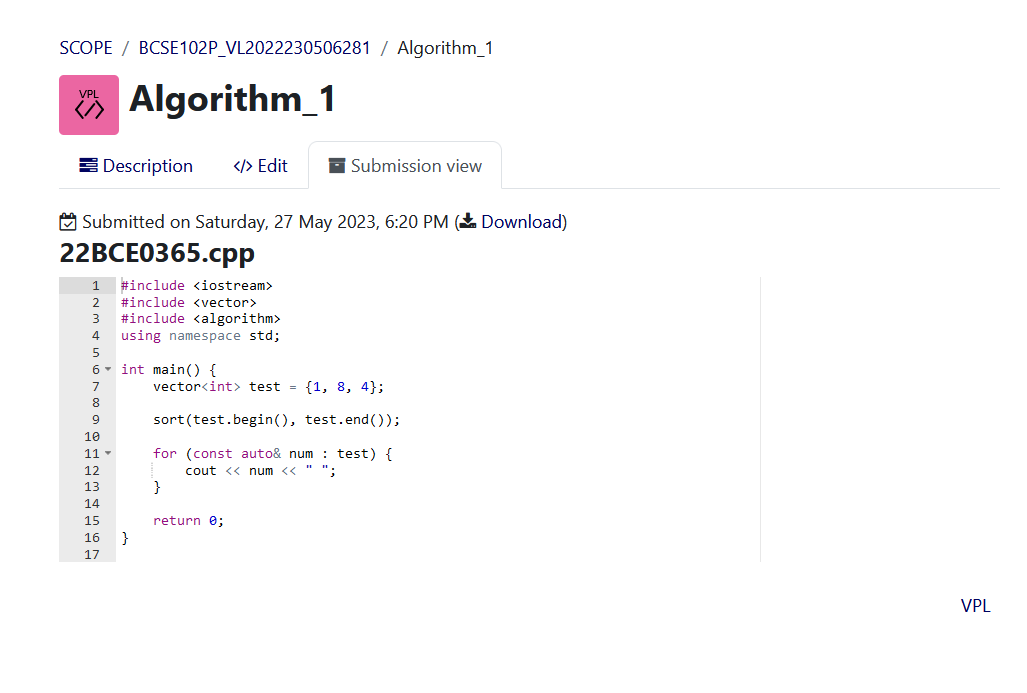 SCOPE / BCSE102P_VL2022230506281 / Algorithm_1
VPL
</>
Algorithm_1
Description </> Edit Submission view
Submitted on Saturday, 27 May 2023, 6:20 PM (Download)
22BCE0365.cpp
1 #include <iostream>
2 #include <vector>
3 #include <algorithm>
4 using namespace std;
5
6 int main() {
7     vector<int> test = {1, 8, 4};
8
9     sort(test.begin(), test.end());
10
11     for (const auto& num : test) {
12         cout << num << " ";
13     }
14
15     return 0;
16 }
17
VPL